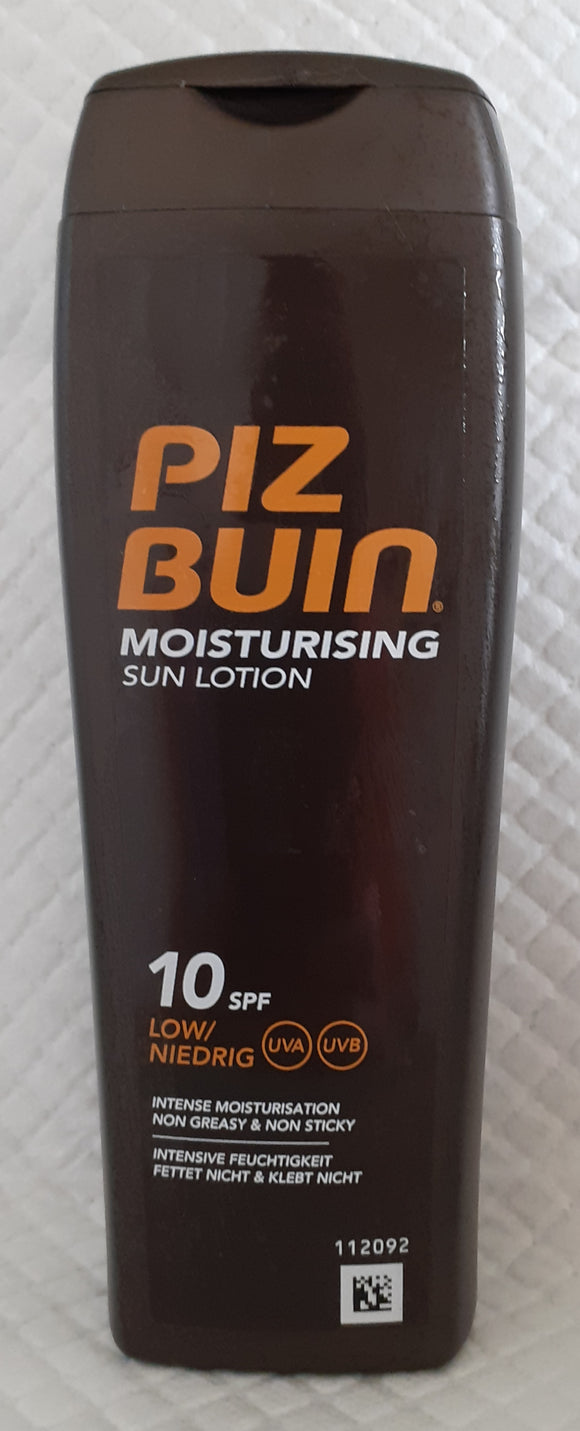 PIZ
BUIN®
MOISTURISING
SUN LOTION
10 SPF
LOW/
NIEDRIG UVA UVB
INTENSE MOISTURISATION
NON GREASY & NON STICKY
INTENSIVE FEUCHTIGKEIT
FETTET NICHT & KLEBT NICHT
112092